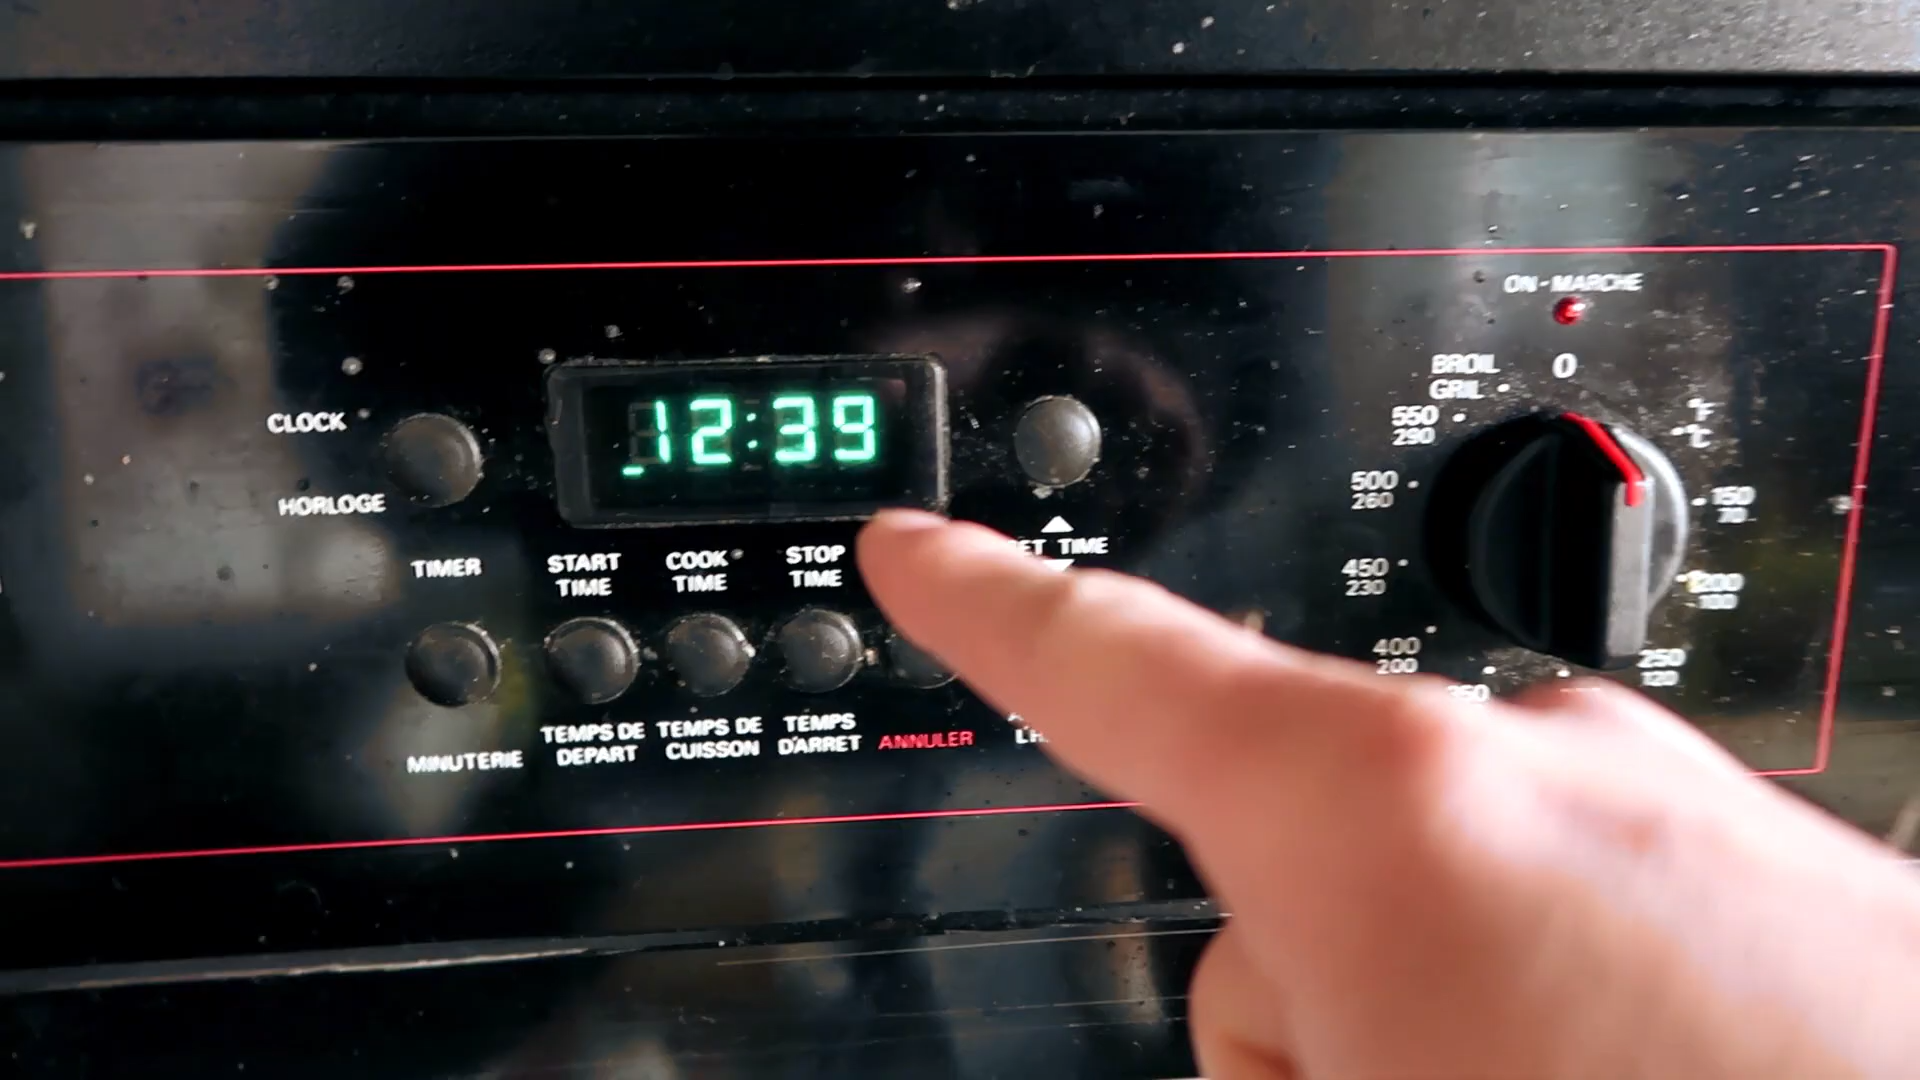 ON-MARCHE
BROIL
GRIL
0
°F
°C
550
290
CLOCK
12:39
500
260
150
70
HORLOGE
TIME
TIMER
START
TIME
COOK
TIME
STOP
TIME
450
230
200
100
400
200
250
120
MINUTERIE
TEMPS DE
DEPART
TEMPS DE
CUISSON
TEMPS
D'ARRET
ANNULER